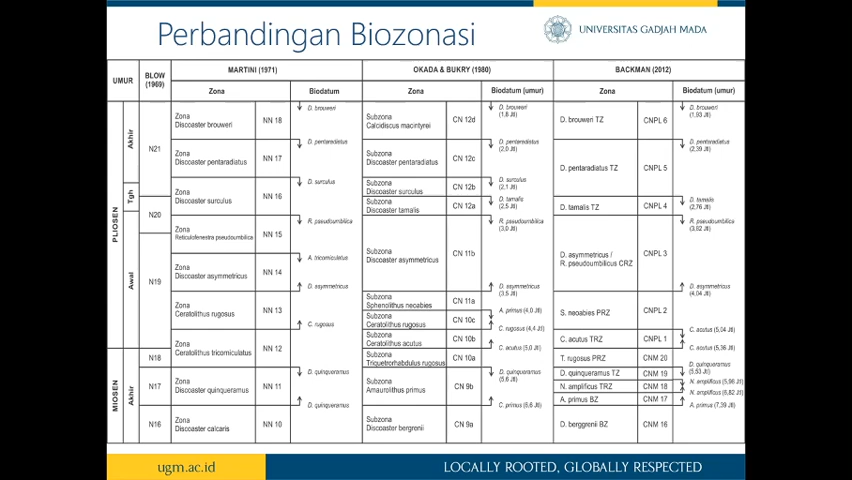 Perbandingan Biozonasi
UNIVERSITAS GADJAH MADA
UMUR
BLOW
(1969)
MARTINI (1971)
Zona
Biodatum
OKADA & BUKRY (1980)
Zona
Biodatum (umur)
BACKMAN (2012)
Zona
Biodatum (umur)
PLIOSEN
Akhir
Tgh
Awal
MIOSEN
Akhir
N21
N20
N19
N18
N17
N16
Zona
Discoaster brouweri
NN 18
Zona
Discoaster pentaradiatus
NN 17
Zona
Discoaster surculus
NN 16
Zona
Reticulofenestra pseudoumbilica
NN 15
Zona
Discoaster asymmetricus
NN 14
Zona
Ceratolithus rugosus
NN 13
Zona
Ceratolithus tricorniculatus
NN 12
Zona
Discoaster quinqueramus
NN 11
Zona
Discoaster calcaris
NN 10
D. brouweri
D. pentaradiatus
D. surculus
R. pseudoumbilica
A. tricorniculatus
D. asymmetricus
C. rugosus
D. quinqueramus
D. quinqueramus
Subzona
Calcidiscus macintyrei
CN 12d
Subzona
Discoaster pentaradiatus
CN 12c
Subzona
Discoaster surculus
CN 12b
Subzona
Discoaster tamalis
CN 12a
Subzona
Discoaster asymmetricus
CN 11b
Subzona
Sphenolithus neoabies
CN 11a
Subzona
Ceratolithus rugosus
CN 10c
Subzona
Ceratolithus acutus
CN 10b
Subzona
Triquetrorhabdulus rugosus
CN 10a
Subzona
Amaurolithus primus
CN 9b
Subzona
Discoaster bergrenii
CN 9a
D. brouweri
(1,8 Jt)
D. pentaradiatus
(2,0 Jt)
D. surculus
(2,1 Jt)
D. tamalis
(2,5 Jt)
R. pseudoumbilica
(3,0 Jt)
D. asymmetricus
(3,5 Jt)
A. primus (4,0 Jt)
C. rugosus (4,4 Jt)
C. acutus (5,0 Jt)
D. quinqueramus
(5,6 Jt)
C. primus (6,6 Jt)
D. brouweri TZ
CNPL 6
D. pentaradiatus TZ
CNPL 5
D. tamalis TZ
CNPL 4
D. asymmetricus /
R. pseudoumbilicus CRZ
CNPL 3
S. neoabies PRZ
CNPL 2
C. acutus TRZ
CNPL 1
T. rugosus PRZ
CNM 20
D. quinqueramus TZ
CNM 19
N. amplificus TRZ
CNM 18
A. primus BZ
CNM 17
D. berggrenii BZ
CNM 16
D. brouweri
(1,93 Jt)
D. pentaradiatus
(2,39 Jt)
D. tamalis
(2,76 Jt)
R. pseudoumbilica
(3,82 Jt)
D. asymmetricus
(4,04 Jt)
C. acutus (5,04 Jt)
C. acutus (5,36 Jt)
D. quinqueramus
(5,53 Jt)
N. amplificus (5,98 Jt)
N. amplificus (6,82 Jt)
A. primus (7,39 Jt)
ugm.ac.id
LOCALLY ROOTED, GLOBALLY RESPECTED